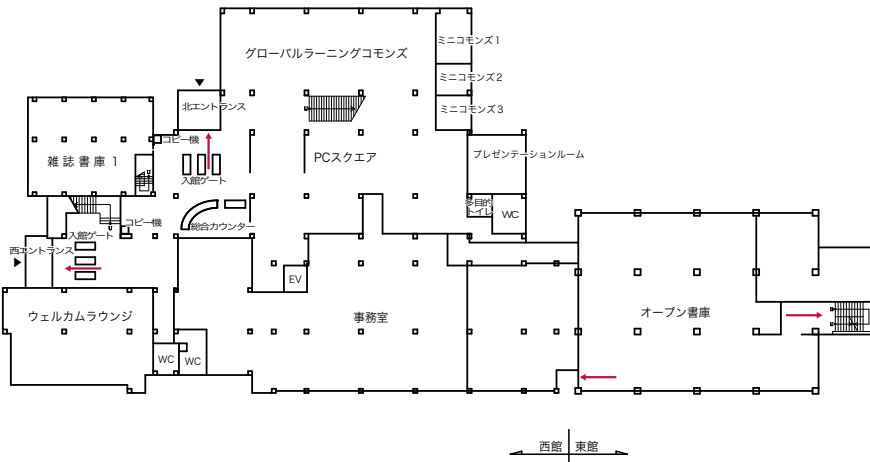 グローバルラーニングコモンズ
ミニコモンズ1
ミニコモンズ2
ミニコモンズ3
北エントランス
コピー機
雑誌書庫 1
PCスクエア
プレゼンテーションルーム
入館ゲート
多目的
トイレ
WC
コピー機
総合カウンター
入館ゲート
西エントランス
EV
ウェルカムラウンジ
事務室
オープン書庫
WC
WC
西館
東館